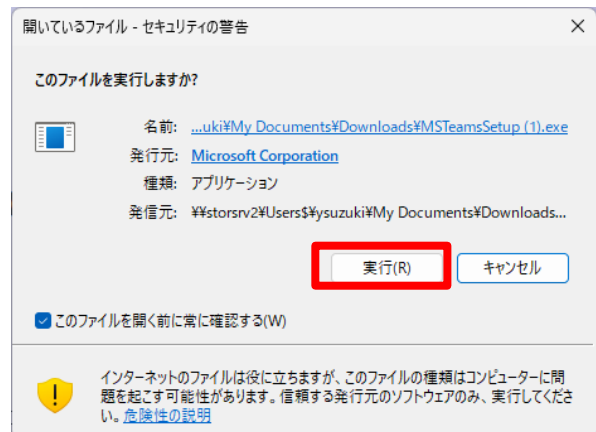 開いているファイル - セキュリティの警告
このファイルを実行しますか?
名前: ...uki¥My Documents¥Downloads¥MSTeamsSetup (1).exe
発行元: Microsoft Corporation
種類: アプリケーション
発信元: ¥¥storsrv2¥Users$¥ysuzuki¥My Documents¥Downloads...
実行(R) キャンセル
このファイルを開く前に常に確認する(W)
インターネットのファイルは役に立ちますが、このファイルの種類はコンピューターに問
題を起こす可能性があります。信頼する発行元のソフトウェアのみ、実行してくださ
い。危険性の説明